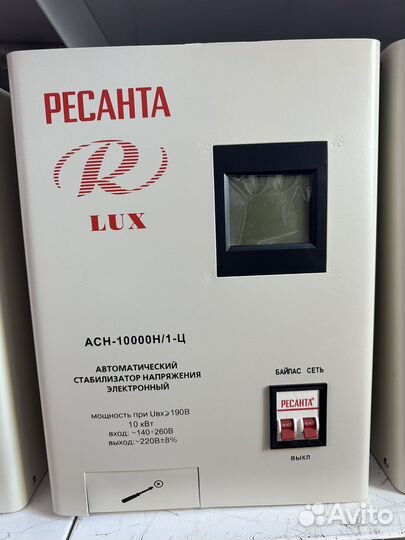 РЕСАНТА
R
LUX
АСН-10000Н/1-Ц
АВТОМАТИЧЕСКИЙ
СТАБИЛИЗАТОР НАПРЯЖЕНИЯ
ЭЛЕКТРОННЫЙ
мощность при Uвх⩾190В
10 кВт
вход: ~140-260В
выход:~220В±8%
БАЙПАС СЕТЬ
РЕСАНТА®
ВЫКЛ
Avito